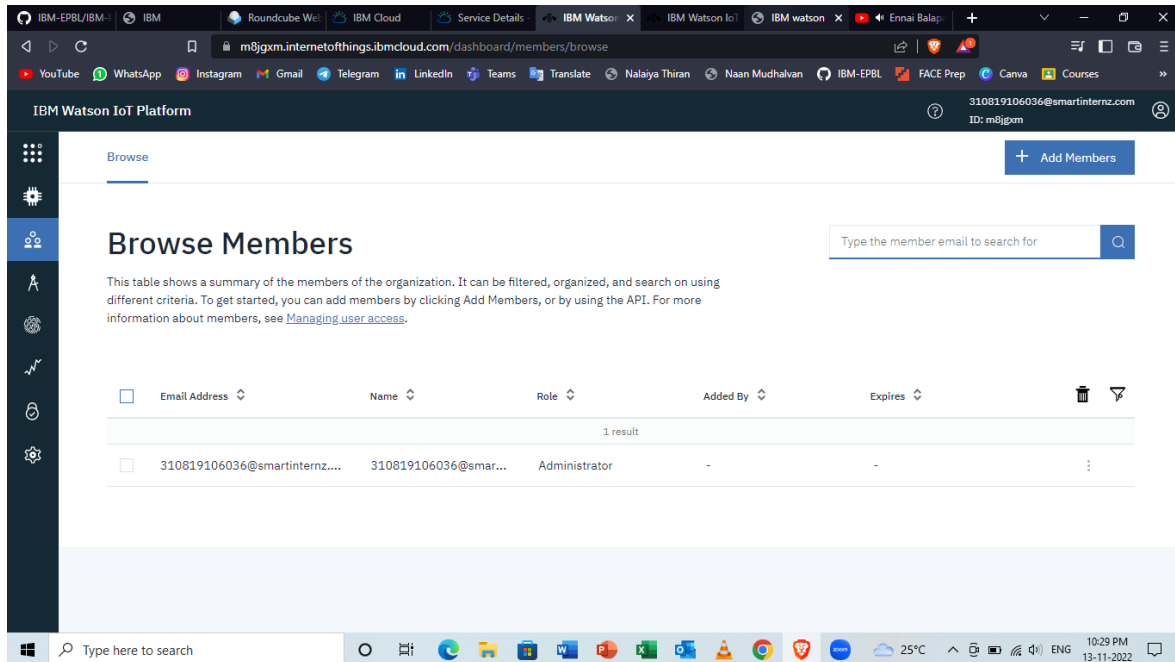 IBM-EPBL/IBM-
IBM
Roundcube Web
IBM Cloud
Service Details -
IBM Watson
IBM Watson IoT
IBM watson
Ennai Balapa
m8jgxm.internetofthings.ibmcloud.com/dashboard/members/browse
YouTube
WhatsApp
Instagram
Gmail
Telegram
LinkedIn
Teams
Translate
Nalaiya Thiran
Naan Mudhalvan
IBM-EPBL
FACE Prep
Canva
Courses
»
IBM Watson IoT Platform
310819106036@smartinternz.com
ID: m8jgxm
Browse
+ Add Members
Browse Members
Type the member email to search for
This table shows a summary of the members of the organization. It can be filtered, organized, and search on using
different criteria. To get started, you can add members by clicking Add Members, or by using the API. For more
information about members, see Managing user access.
Email Address Name Role Added By Expires
1 result
310819106036@smartinternz.... 310819106036@smar... Administrator - -
Type here to search
zoom
25°C
ENG
10:29 PM
13-11-2022